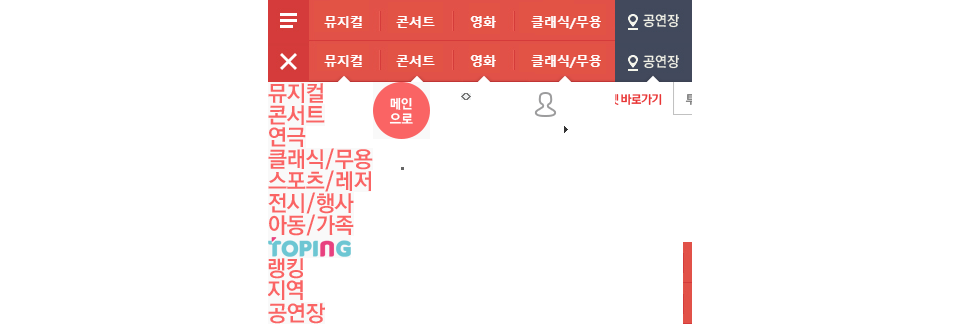 뮤지컬 콘서트 영화 클래식/무용 공연장
뮤지컬 콘서트 영화 클래식/무용 공연장
뮤지컬
콘서트
연극
클래식/무용
스포츠/레저
전시/행사
아동/가족
TOPING
랭킹
지역
공연장
메인
으로
바로가기